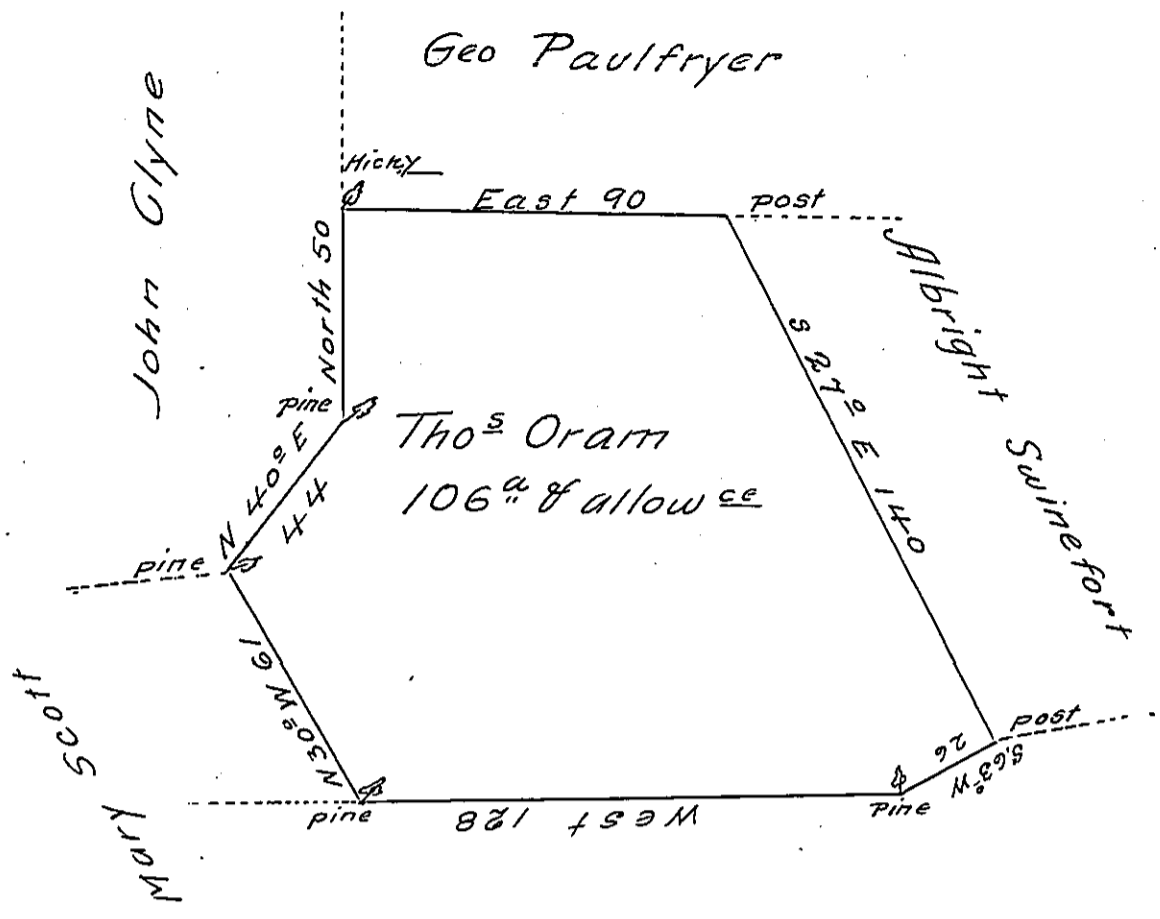 Geo Paulfryer
John Clyne
Hicky
East 90
post
North 50
Albright Swinefort
S 27° E 140
pine
Thos Oram
106a & allowce
N 40° E
44
pine
N 30° W 61
Mary Scott
post
26
S.63°W
pine
West 128
pine